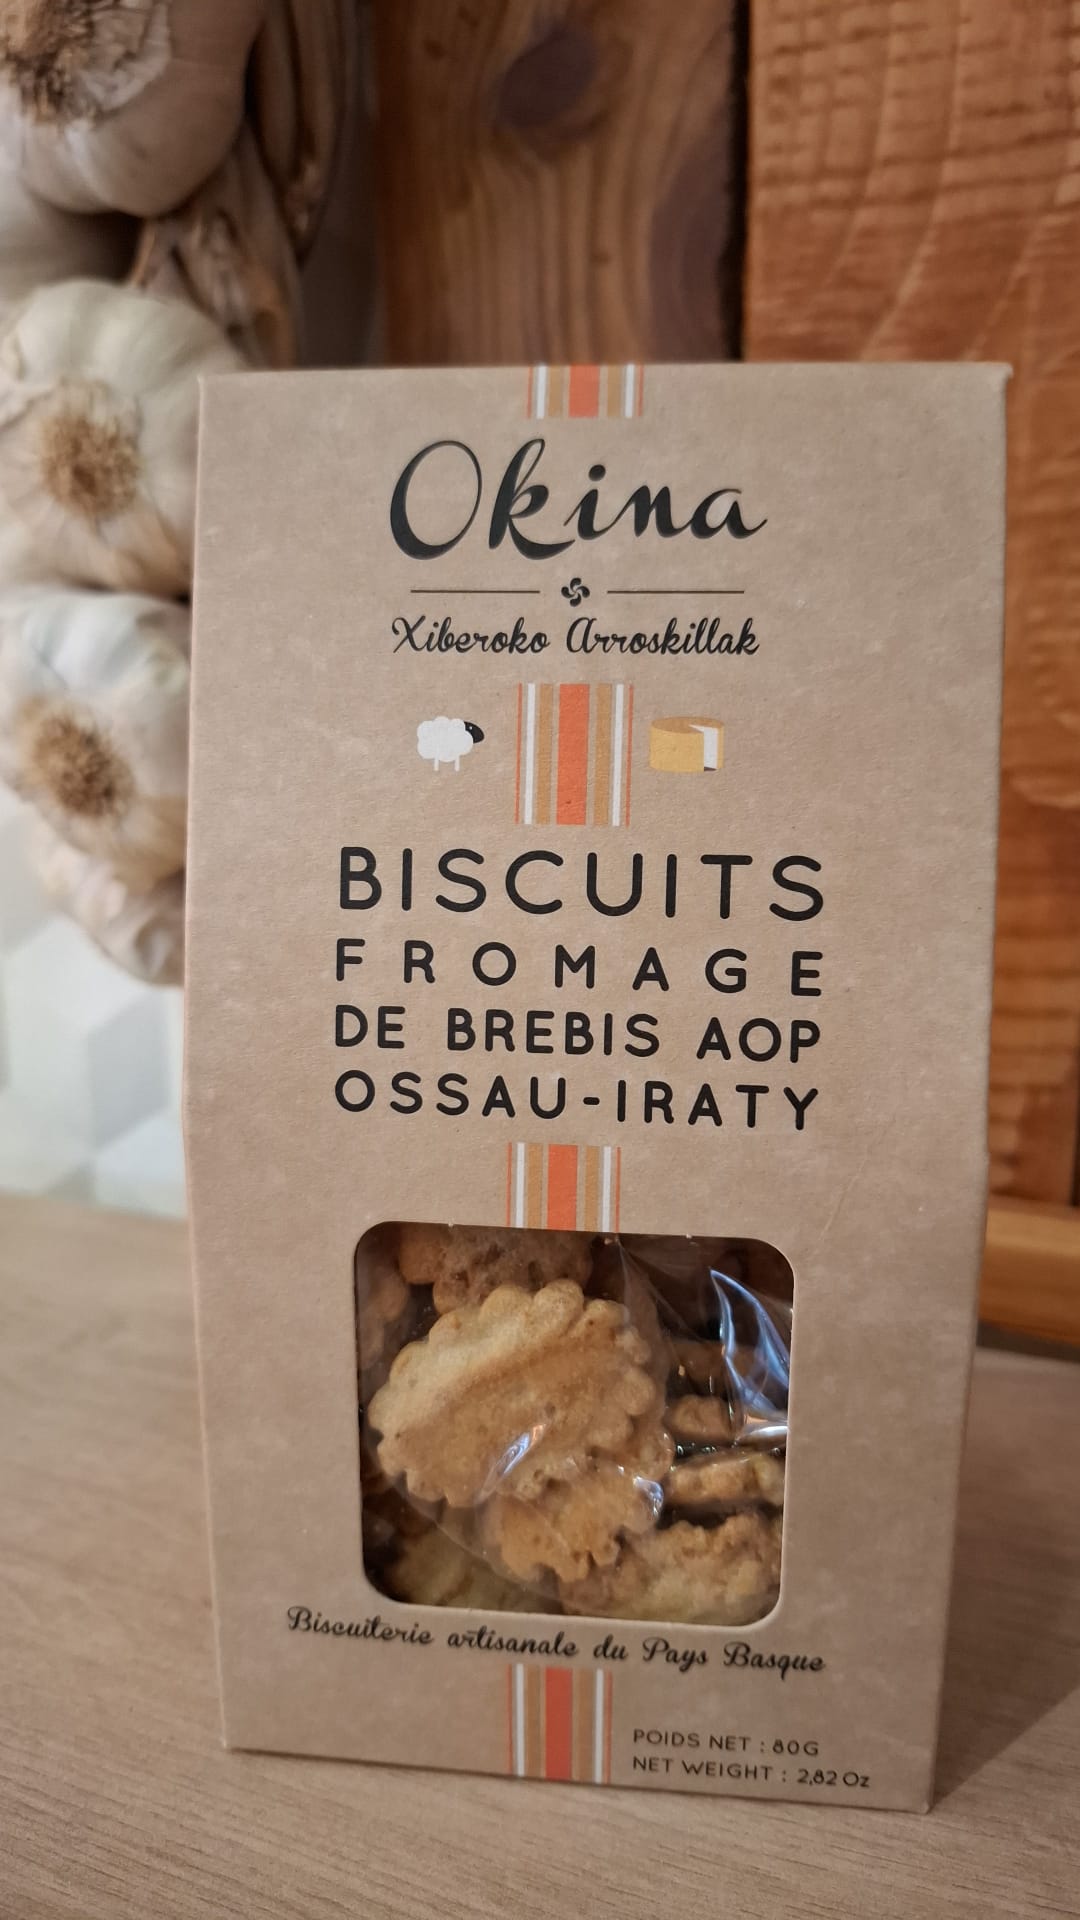 Okina
Xiberoko Arroskillak
BISCUITS
FROMAGE
DE BREBIS AOP
OSSAU-IRATY
Biscuiterie artisanale du Pays Basque
POIDS NET : 80G
NET WEIGHT : 2,82 Oz